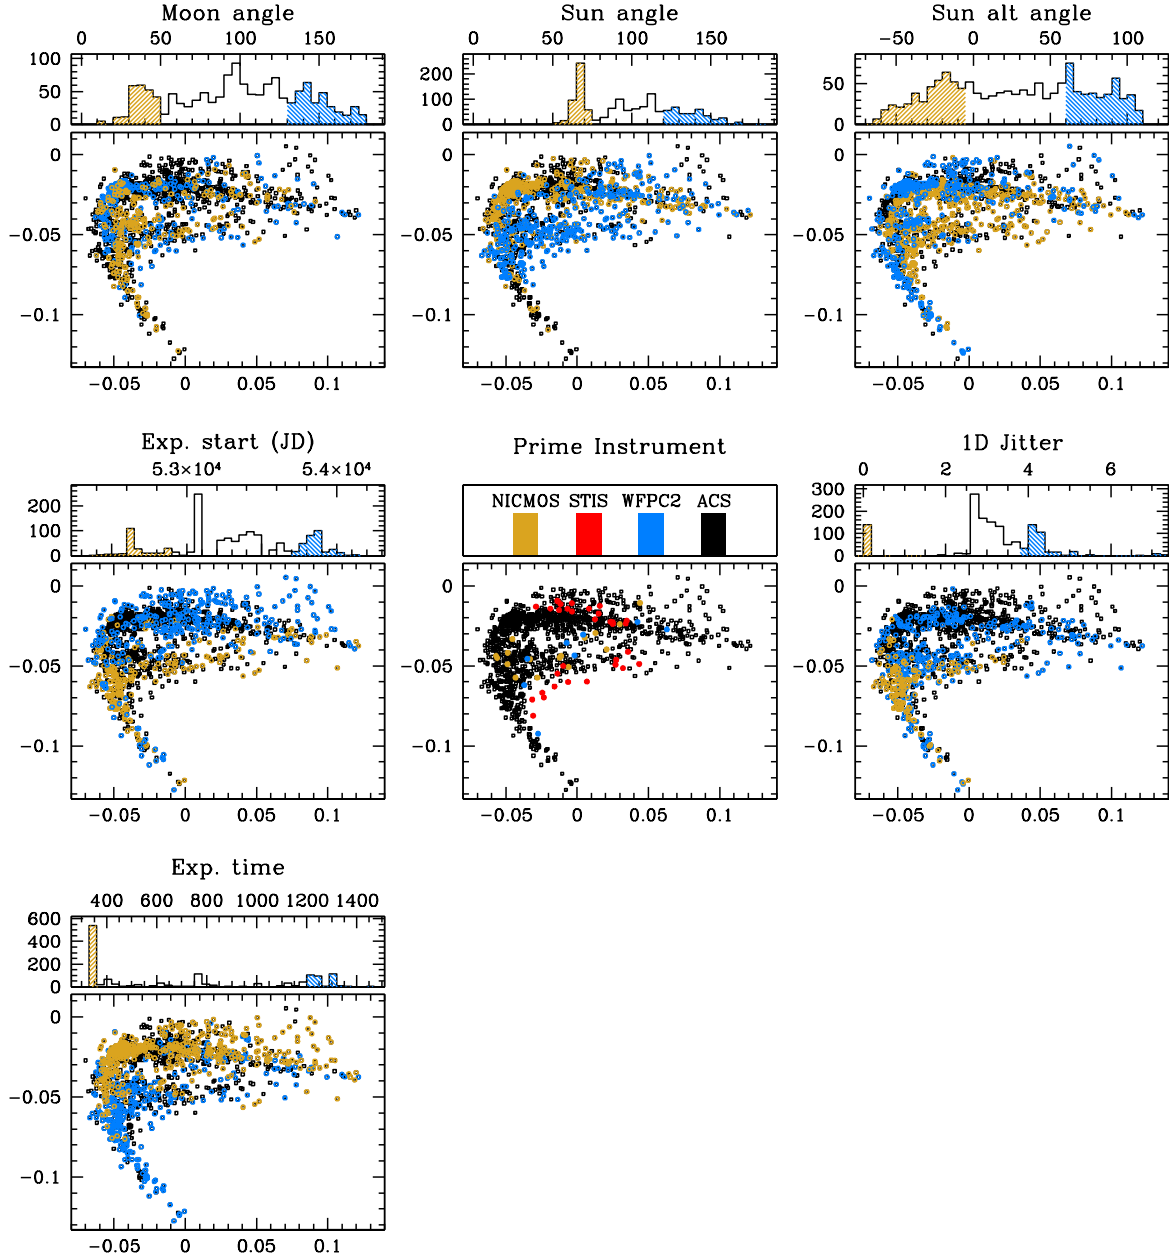 Moon angle
Sun angle
Sun alt angle
0 50 100 150
0 50 100 150
−50 0 50 100
100
50
0
200
100
0
50
0
0
−0.05
−0.1
0
−0.05
−0.1
0
−0.05
−0.1
−0.05 0 0.05 0.1
−0.05 0 0.05 0.1
−0.05 0 0.05 0.1
Exp. start (JD)
Prime Instrument
1D Jitter
5.3×10⁴ 5.4×10⁴
0 2 4 6
200
100
0
NICMOS STIS WFPC2 ACS
300
200
100
0
0
−0.05
−0.1
0
−0.05
−0.1
0
−0.05
−0.1
−0.05 0 0.05 0.1
−0.05 0 0.05 0.1
−0.05 0 0.05 0.1
Exp. time
400 600 800 1000 1200 1400
600
400
200
0
0
−0.05
−0.1
−0.05 0 0.05 0.1